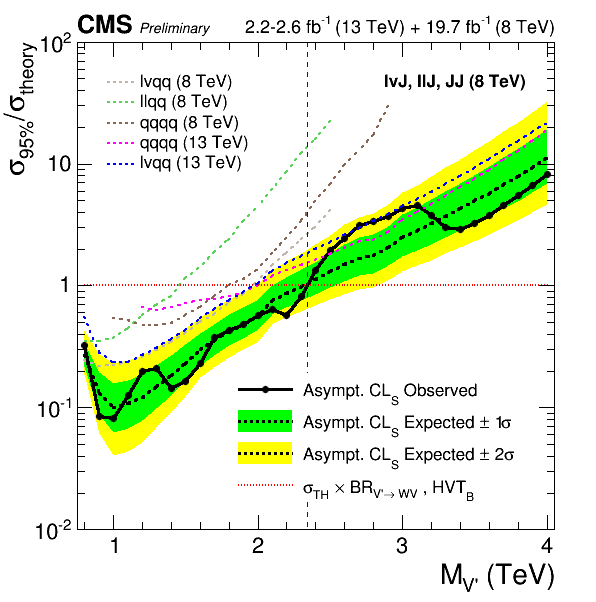 CMS Preliminary 2.2-2.6 fb⁻¹ (13 TeV) + 19.7 fb⁻¹ (8 TeV)
σ95%/σtheory
lvqq (8 TeV)
llqq (8 TeV)
qqqq (8 TeV)
qqqq (13 TeV)
lvqq (13 TeV)
lvJ, llJ, JJ (8 TeV)
10²
10
1
10⁻¹
10⁻²
Asympt. CLS Observed
Asympt. CLS Expected ± 1σ
Asympt. CLS Expected ± 2σ
σTH × BRV'→ WV , HVTB
1 2 3 4
MV' (TeV)